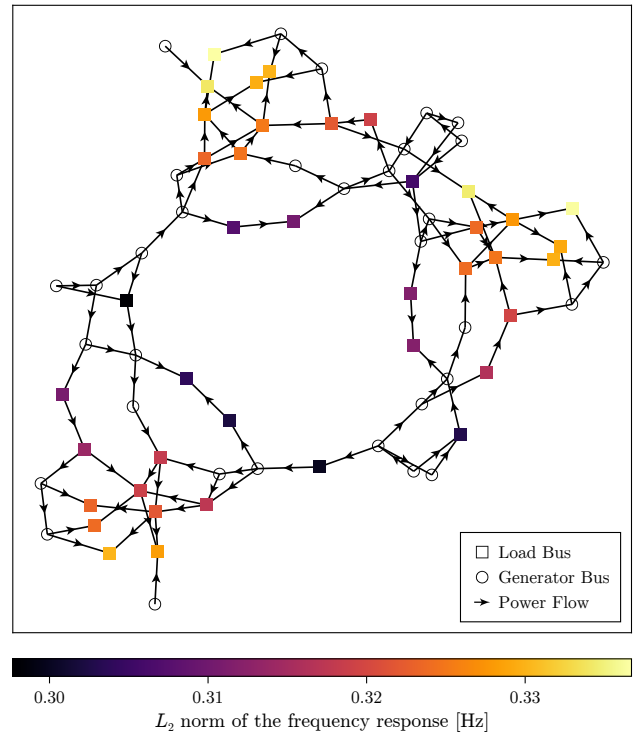 Load Bus
Generator Bus
Power Flow
0.30 0.31 0.32 0.33
L₂ norm of the frequency response [Hz]